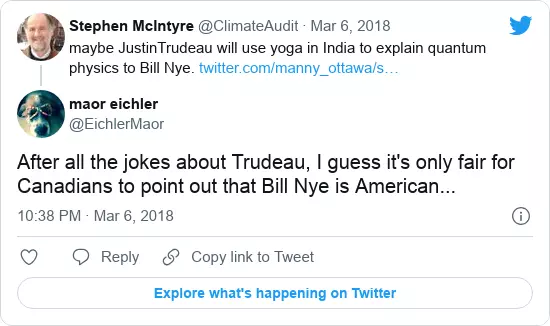 Stephen McIntyre @ClimateAudit · Mar 6, 2018
maybe JustinTrudeau will use yoga in India to explain quantum
physics to Bill Nye. twitter.com/manny_ottawa/s…
maor eichler
@EichlerMaor
After all the jokes about Trudeau, I guess it's only fair for
Canadians to point out that Bill Nye is American...
10:38 PM · Mar 6, 2018
Reply
Copy link to Tweet
Explore what's happening on Twitter